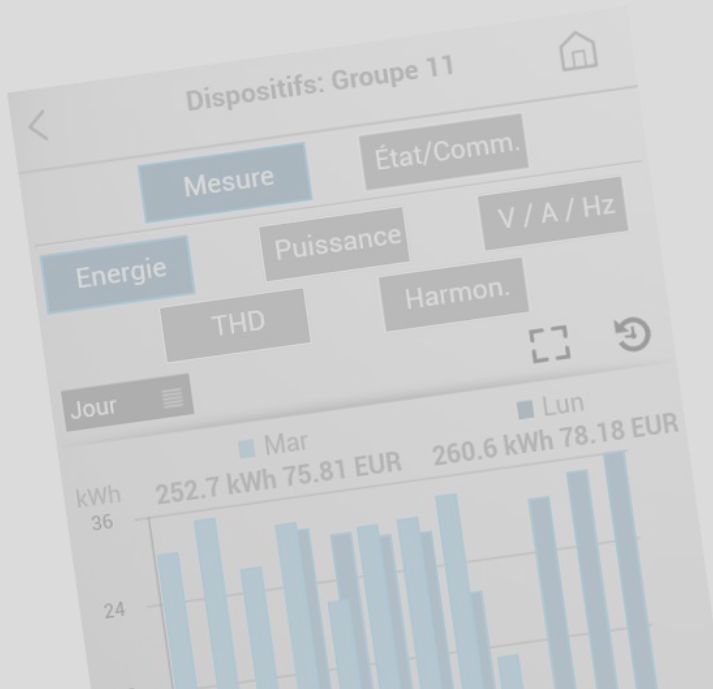 Dispositifs: Groupe 11
Mesure
État/Comm.
Energie
Puissance
V / A / Hz
THD
Harmon.
Jour
Mar
Lun
252.7 kWh 75.81 EUR
260.6 kWh 78.18 EUR
kWh
36
24